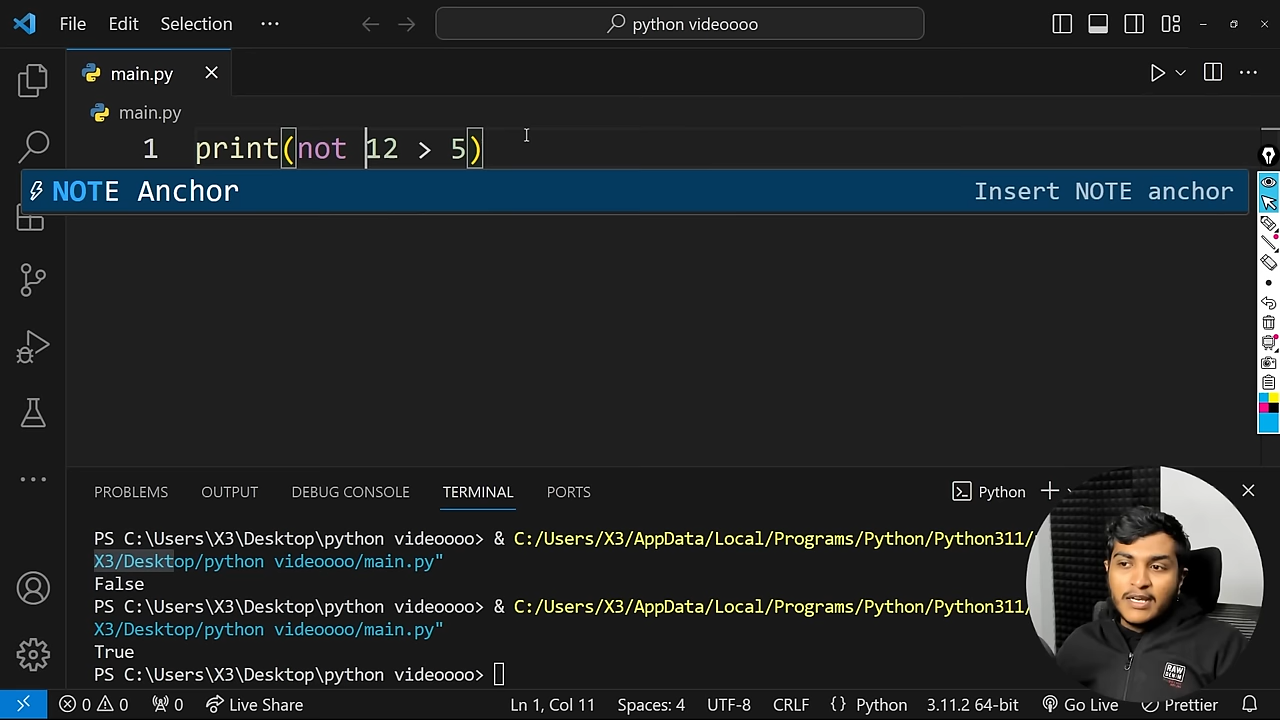 File Edit Selection ··· python videoooo
main.py
main.py
1 print(not 12 > 5)
NOTE Anchor Insert NOTE anchor
PROBLEMS OUTPUT DEBUG CONSOLE TERMINAL PORTS Python
PS C:\Users\X3\Desktop\python videoooo> & C:/Users/X3/AppData/Local/Programs/Python/Python311/
X3/Desktop/python videoooo/main.py"
False
PS C:\Users\X3\Desktop\python videoooo> & C:/Users/X3/AppData/Local/Programs/Python/Python311/
X3/Desktop/python videoooo/main.py"
True
PS C:\Users\X3\Desktop\python videoooo>
0 0 0 Live Share Ln 1, Col 11 Spaces: 4 UTF-8 CRLF {} Python 3.11.2 64-bit Go Live Prettier